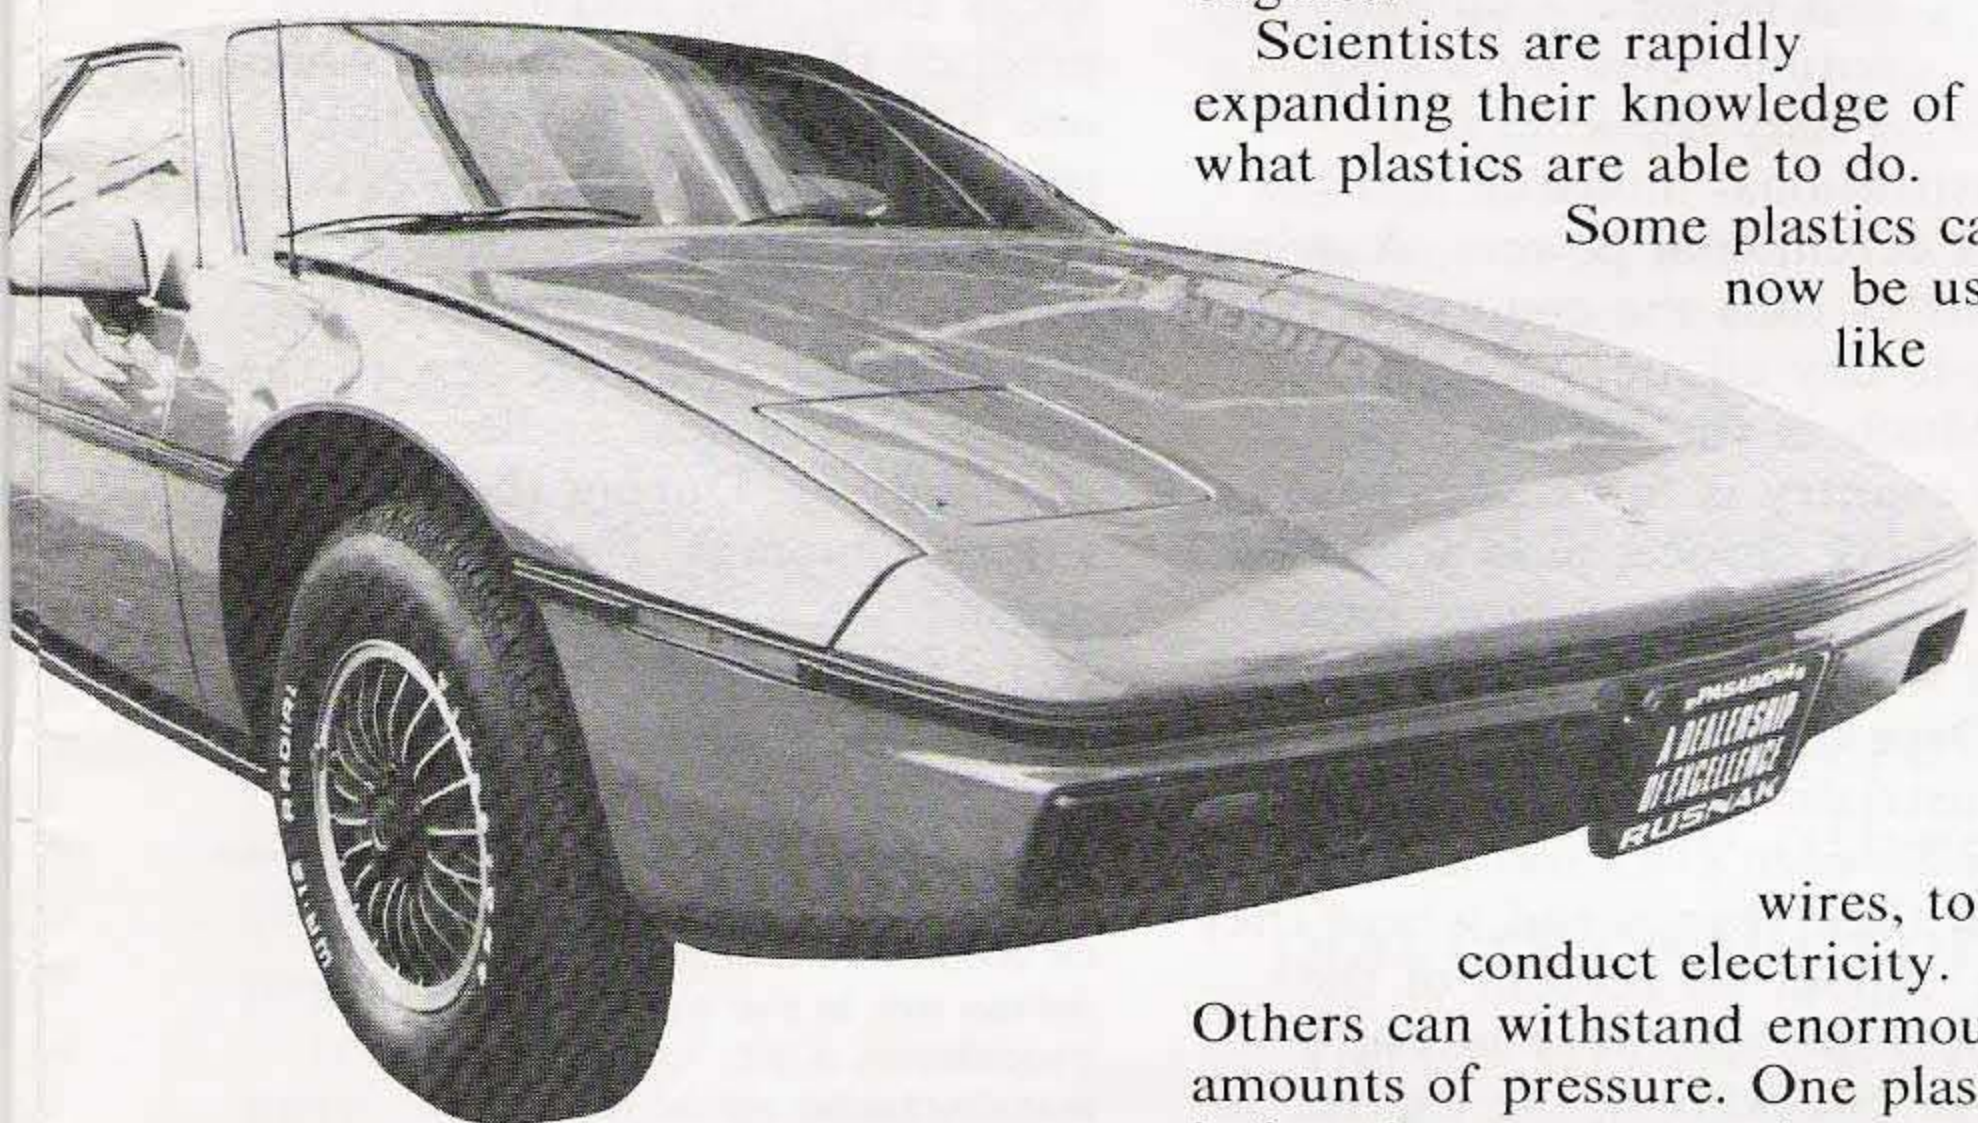 Scientists are rapidly
expanding their knowledge of
what plastics are able to do.
Some plastics ca
now be us
like
PASADENA
A DEALERSHIP
OF EXCELLENCE
RUSNAK
RADIAL
wires, to
conduct electricity.
Others can withstand enormou
amounts of pressure. One plas